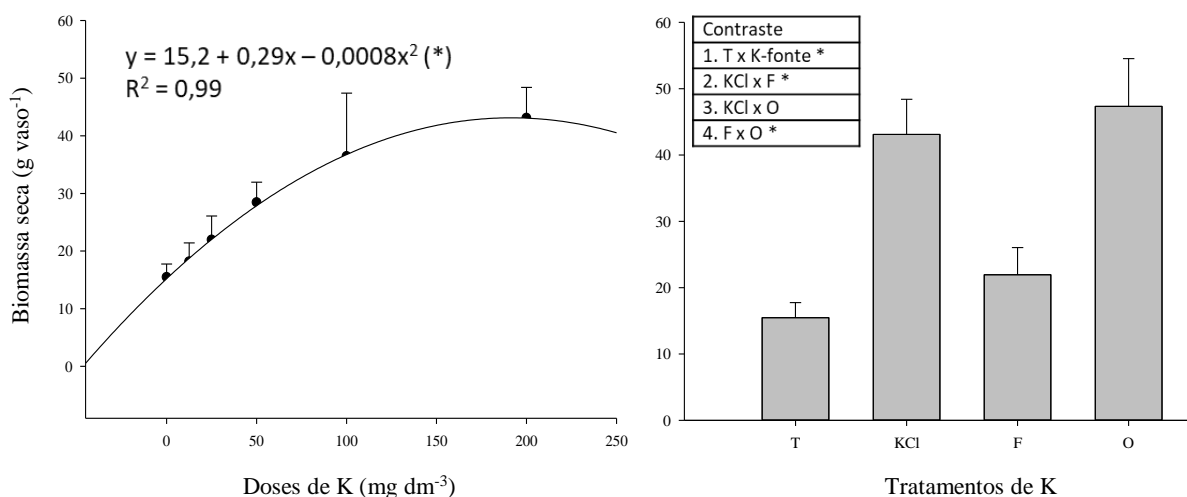 y = 15,2 + 0,29x – 0,0008x² (*)
R² = 0,99
Biomassa seca (g vaso⁻¹)
60
50
40
30
20
10
0
0 50 100 150 200 250
Doses de K (mg dm⁻³)
Contraste
1. T x K-fonte *
2. KCl x F *
3. KCl x O
4. F x O *
60
50
40
30
20
10
0
T KCl F O
Tratamentos de K